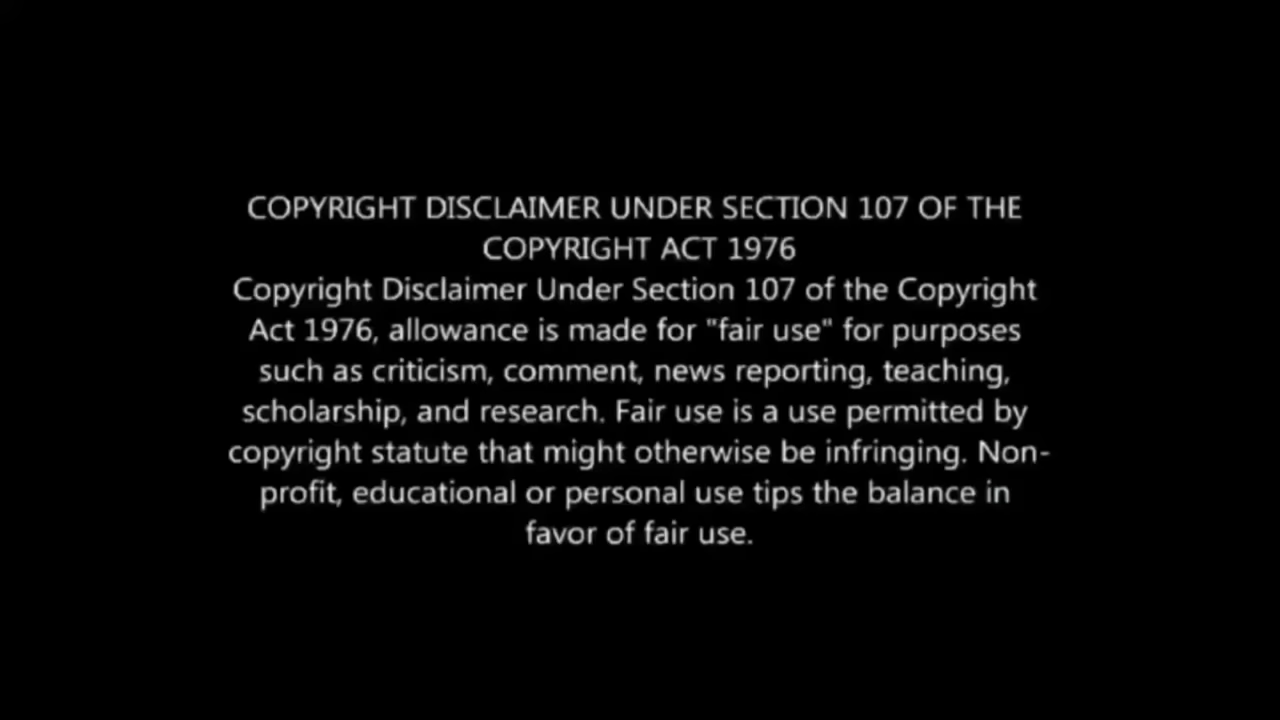 COPYRIGHT DISCLAIMER UNDER SECTION 107 OF THE
COPYRIGHT ACT 1976
Copyright Disclaimer Under Section 107 of the Copyright
Act 1976, allowance is made for "fair use" for purposes
such as criticism, comment, news reporting, teaching,
scholarship, and research. Fair use is a use permitted by
copyright statute that might otherwise be infringing. Non-
profit, educational or personal use tips the balance in
favor of fair use.